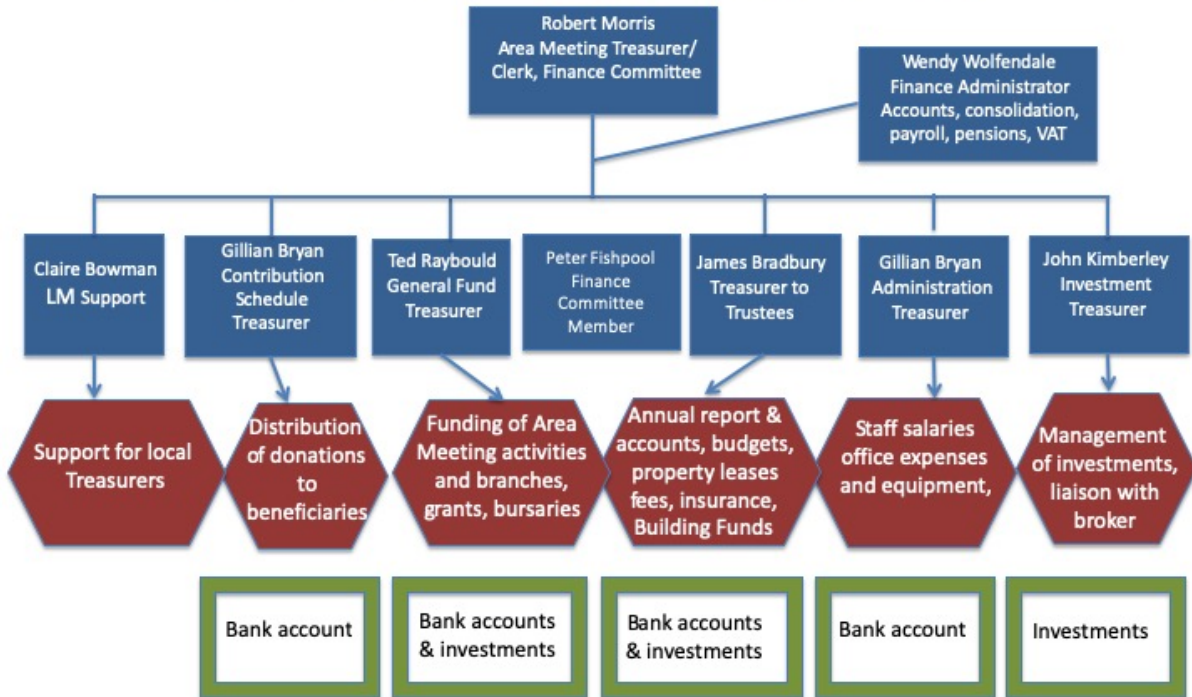 Robert Morris
Area Meeting Treasurer/
Clerk, Finance Committee
Wendy Wolfendale
Finance Administrator
Accounts, consolidation,
payroll, pensions, VAT
Claire Bowman
LM Support
Gillian Bryan
Contribution
Schedule
Treasurer
Ted Raybould
General Fund
Treasurer
Peter Fishpool
Finance
Committee
Member
James Bradbury
Treasurer to
Trustees
Gillian Bryan
Administration
Treasurer
John Kimberley
Investment
Treasurer
Support for local
Treasurers
Distribution
of donations
to
beneficiaries
Funding of Area
Meeting activities
and branches,
grants, bursaries
Annual report &
accounts, budgets,
property leases
fees, insurance,
Building Funds
Staff salaries
office expenses
and equipment,
Management
of investments,
liaison with
broker
Bank account
Bank accounts
& investments
Bank accounts
& investments
Bank account
Investments